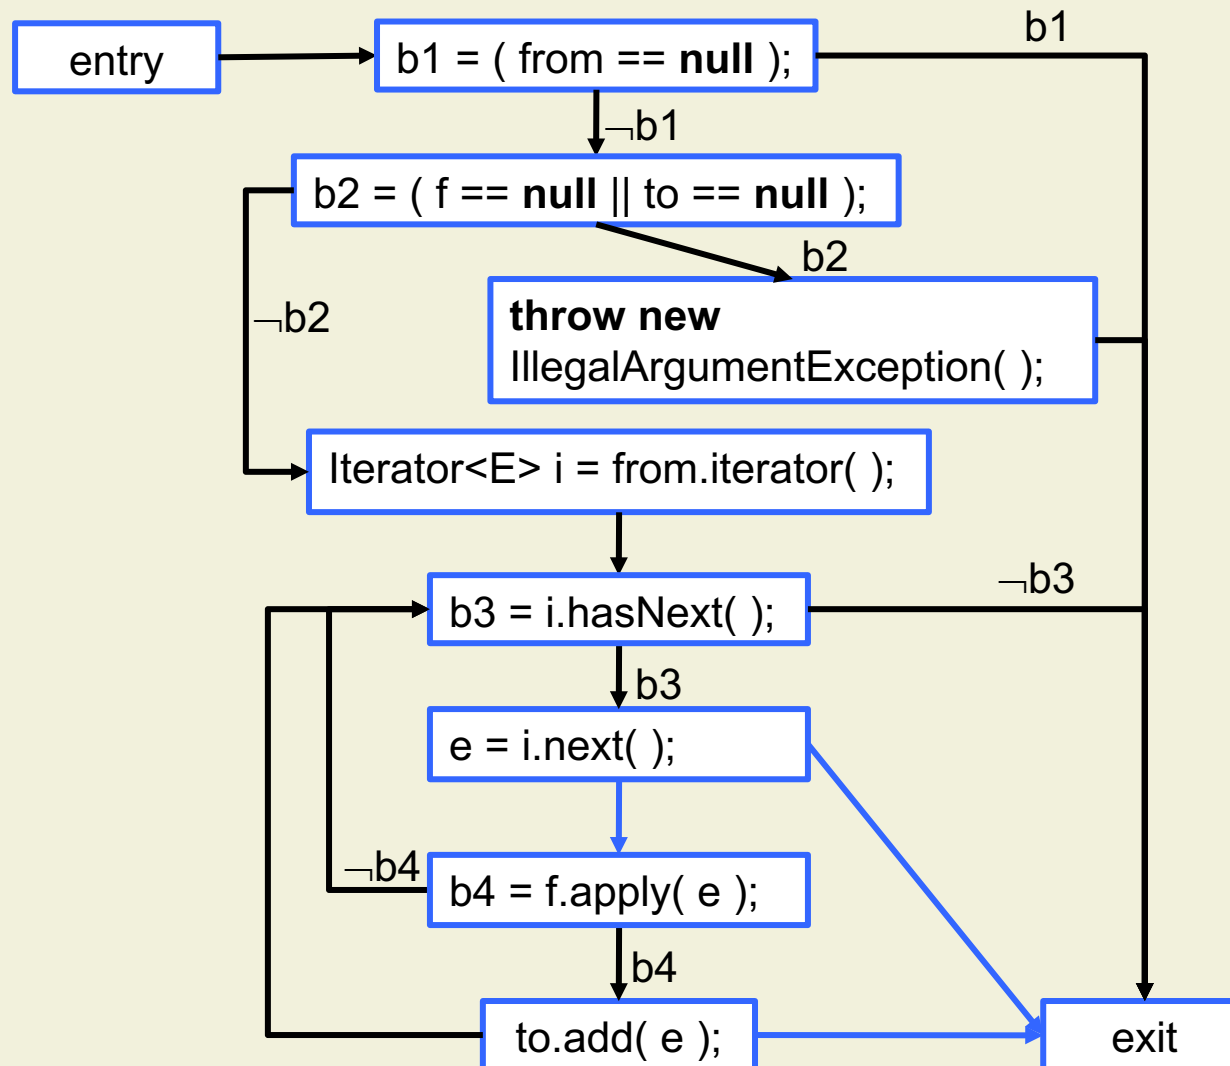 entry
b1 = ( from == null );
b1
¬b1
b2 = ( f == null || to == null );
b2
¬b2
throw new
IllegalArgumentException( );
Iterator<E> i = from.iterator( );
b3 = i.hasNext( );
¬b3
b3
e = i.next( );
¬b4
b4 = f.apply( e );
b4
to.add( e );
exit